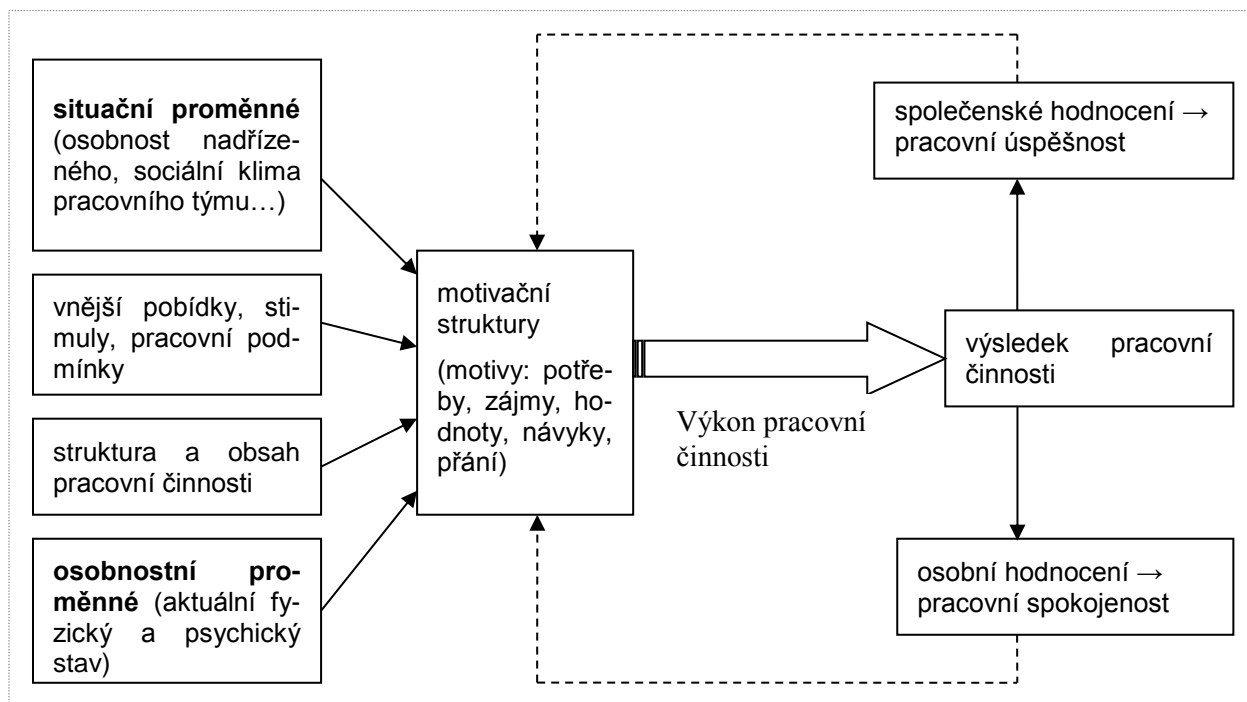 situační proměnné
(osobnost nadříze-
ného, sociální klima
pracovního týmu…)
vnější pobídky, sti-
muly, pracovní pod-
mínky
struktura a obsah
pracovní činnosti
osobnostní pro-
měnné (aktuální fy-
zický a psychický
stav)
motivační
struktury
(motivy: potře-
by, zájmy, ho-
dnoty, návyky,
přání)
Výkon pracovní
činnosti
společenské hodnocení →
pracovní úspěšnost
výsledek pracovní
činnosti
osobní hodnocení →
pracovní spokojenost